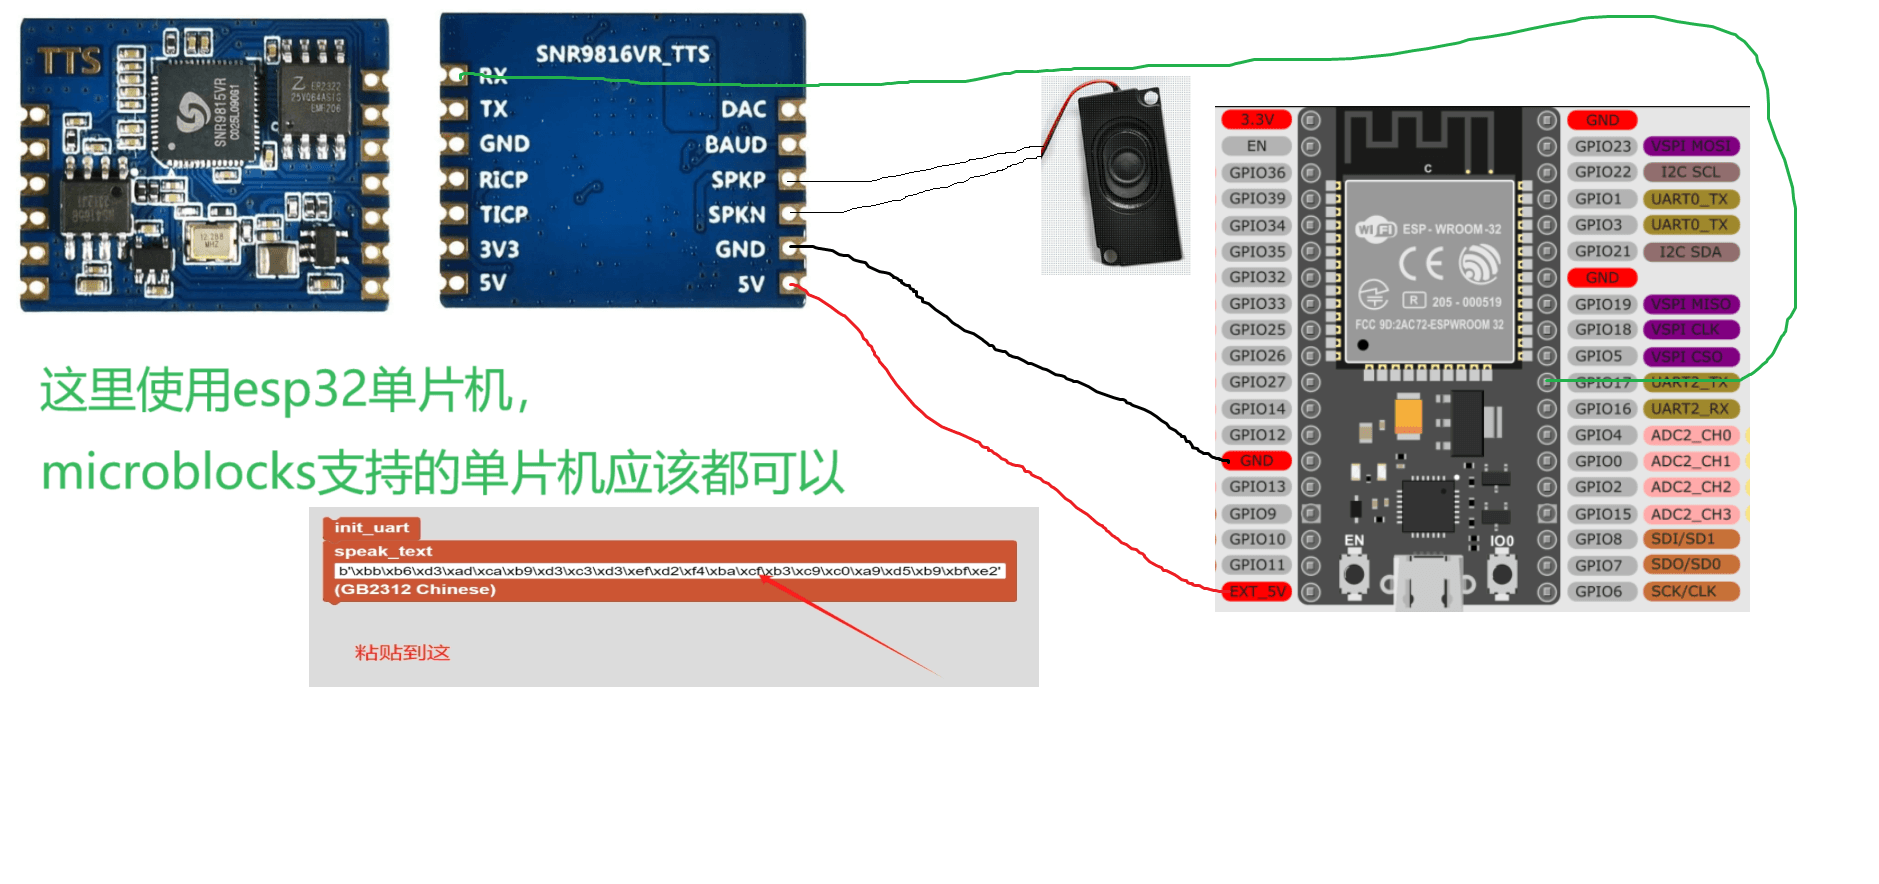 TTS
SNR9815VR
C025L090G1
ER2322
25VQ64ASIG
SNR9816VR_TTS
RX
TX
GND
RiCP
TICP
3V3
5V
DAC
BAUD
SPKP
SPKN
GND
5V
这里使用esp32单片机，
microblocks支持的单片机应该都可以
init_uart
speak_text
b'\xbb\xb6\xd3\xad\xca\xb9\xd3\xc3\xd3\xef\xd2\xf4\xba\xcf\xb3\xc9\xc0\xa9\xd5\xb9\xbf\xe2'
(GB2312 Chinese)
粘贴到这
3.3V
EN
GPIO36
GPIO39
GPIO34
GPIO35
GPIO32
GPIO33
GPIO25
GPIO26
GPIO27
GPIO14
GPIO12
GND
GPIO13
GPIO9
GPIO10
GPIO11
EXT_5V
C
WiFi ESP - WROOM -32
CE
R 205 - 000519
FCC 9D:2AC72-ESPWROOM 32
EN
IO0
GND
GPIO23 VSPI MOSI
GPIO22 I2C SCL
GPIO1 UART0_TX
GPIO3 UART0_TX
GPIO21 I2C SDA
GND
GPIO19 VSPI MISO
GPIO18 VSPI CLK
GPIO5 VSPI CSO
GPIO17 UART2_TX
GPIO16 UART2_RX
GPIO4 ADC2_CH0
GPIO0 ADC2_CH1
GPIO2 ADC2_CH2
GPIO15 ADC2_CH3
GPIO8 SDI/SD1
GPIO7 SDO/SD0
GPIO6 SCK/CLK